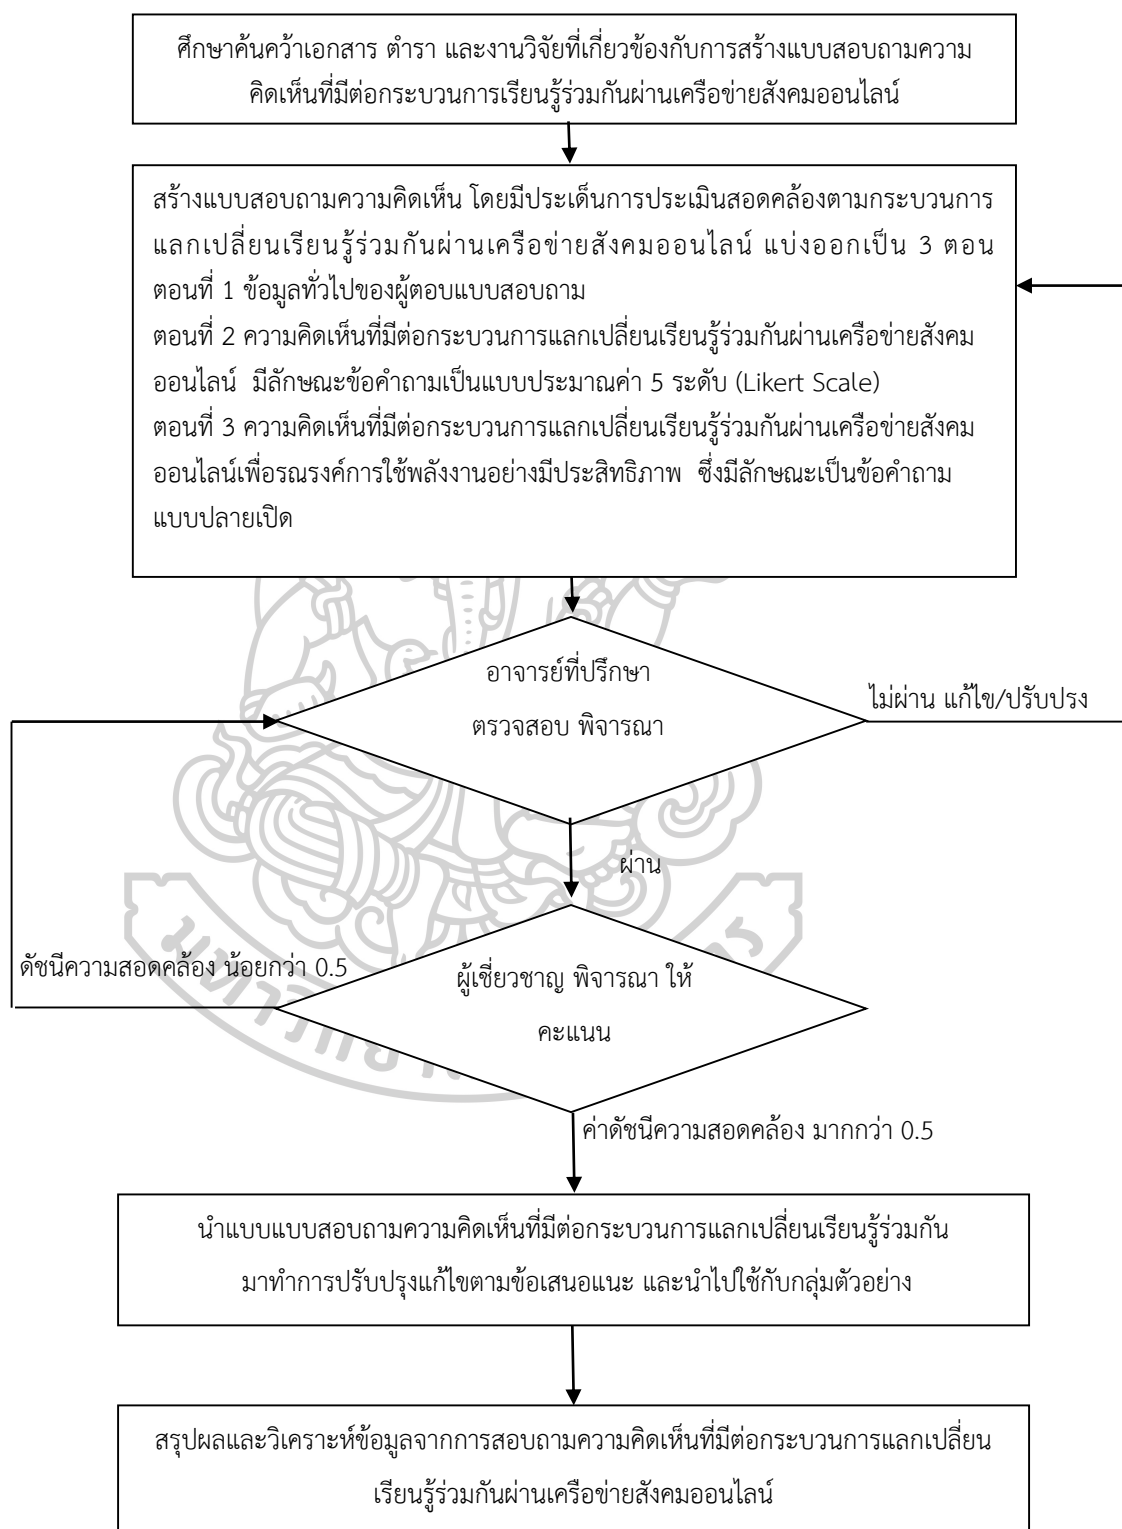 ศึกษาค้นคว้าเอกสาร ตำรา และงานวิจัยที่เกี่ยวข้องกับการสร้างแบบสอบถามความ
คิดเห็นที่มีต่อกระบวนการเรียนรู้ร่วมกันผ่านเครือข่ายสังคมออนไลน์
สร้างแบบสอบถามความคิดเห็น โดยมีประเด็นการประเมินสอดคล้องตามกระบวนการ
แลกเปลี่ยนเรียนรู้ร่วมกันผ่านเครือข่ายสังคมออนไลน์ แบ่งออกเป็น 3 ตอน
ตอนที่ 1 ข้อมูลทั่วไปของผู้ตอบแบบสอบถาม
ตอนที่ 2 ความคิดเห็นที่มีต่อกระบวนการแลกเปลี่ยนเรียนรู้ร่วมกันผ่านเครือข่ายสังคม
ออนไลน์ มีลักษณะข้อคำถามเป็นแบบประมาณค่า 5 ระดับ (Likert Scale)
ตอนที่ 3 ความคิดเห็นที่มีต่อกระบวนการแลกเปลี่ยนเรียนรู้ร่วมกันผ่านเครือข่ายสังคม
ออนไลน์เพื่อรณรงค์การใช้พลังงานอย่างมีประสิทธิภาพ ซึ่งมีลักษณะเป็นข้อคำถาม
แบบปลายเปิด
อาจารย์ที่ปรึกษา
ตรวจสอบ พิจารณา
ไม่ผ่าน แก้ไข/ปรับปรง
ผ่าน
ดัชนีความสอดคล้อง น้อยกว่า 0.5
ผู้เชี่ยวชาญ พิจารณา ให้
คะแนน
ค่าดัชนีความสอดคล้อง มากกว่า 0.5
นำแบบแบบสอบถามความคิดเห็นที่มีต่อกระบวนการแลกเปลี่ยนเรียนรู้ร่วมกัน
มาทำการปรับปรุงแก้ไขตามข้อเสนอแนะ และนำไปใช้กับกลุ่มตัวอย่าง
สรุปผลและวิเคราะห์ข้อมูลจากการสอบถามความคิดเห็นที่มีต่อกระบวนการแลกเปลี่ยน
เรียนรู้ร่วมกันผ่านเครือข่ายสังคมออนไลน์